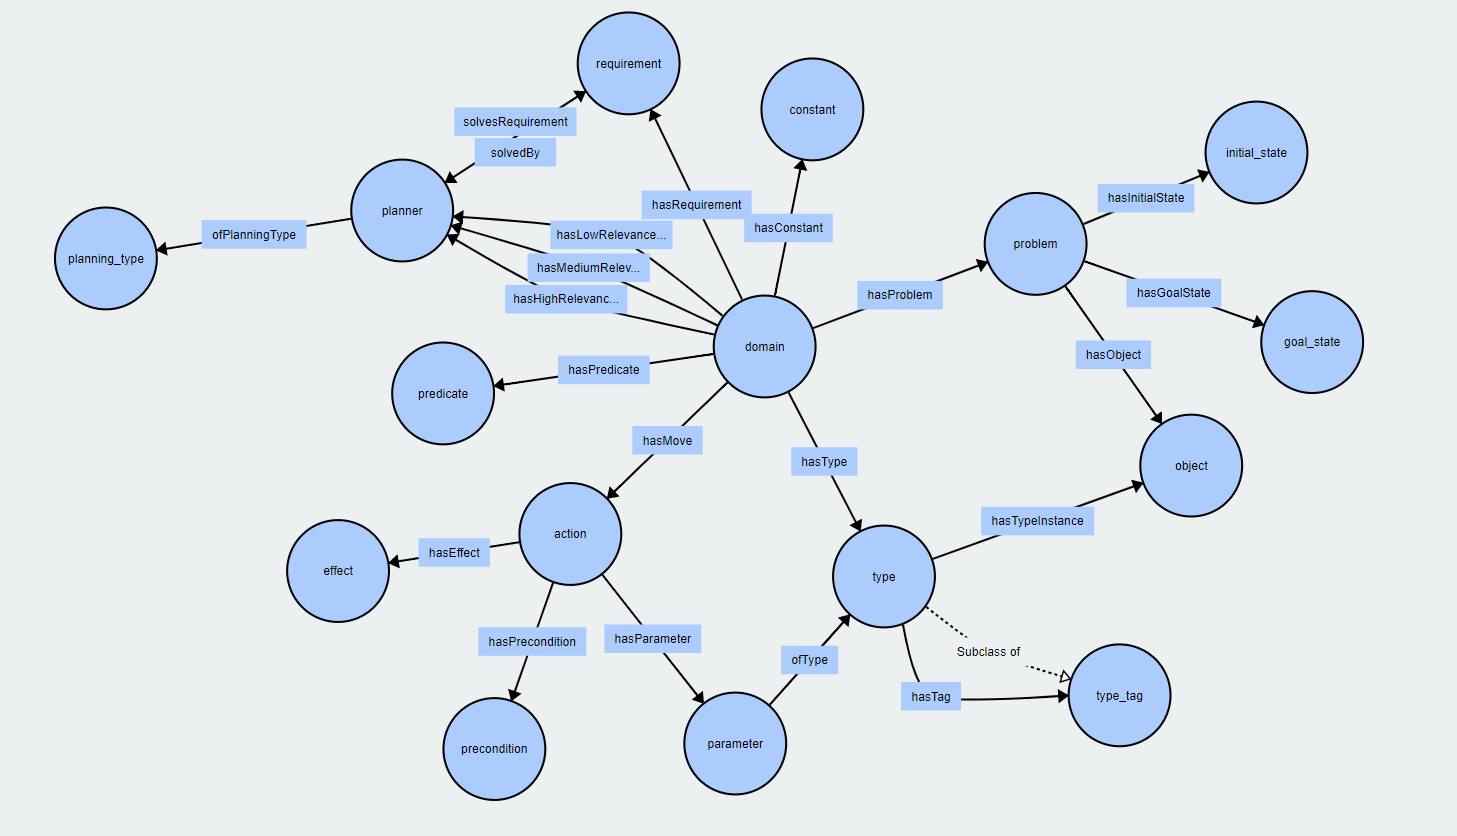 requirement
constant
solvesRequirement
solvedBy
initial_state
hasInitialState
hasRequirement
planner
hasConstant
ofPlanningType
hasLowRelevance...
problem
planning_type
hasMediumRelev...
hasHighRelevanc...
hasProblem
hasGoalState
goal_state
domain
hasObject
hasPredicate
predicate
hasMove
hasType
object
hasTypeInstance
action
hasEffect
effect
type
hasPrecondition
hasParameter
ofType
Subclass of
hasTag
type_tag
precondition
parameter